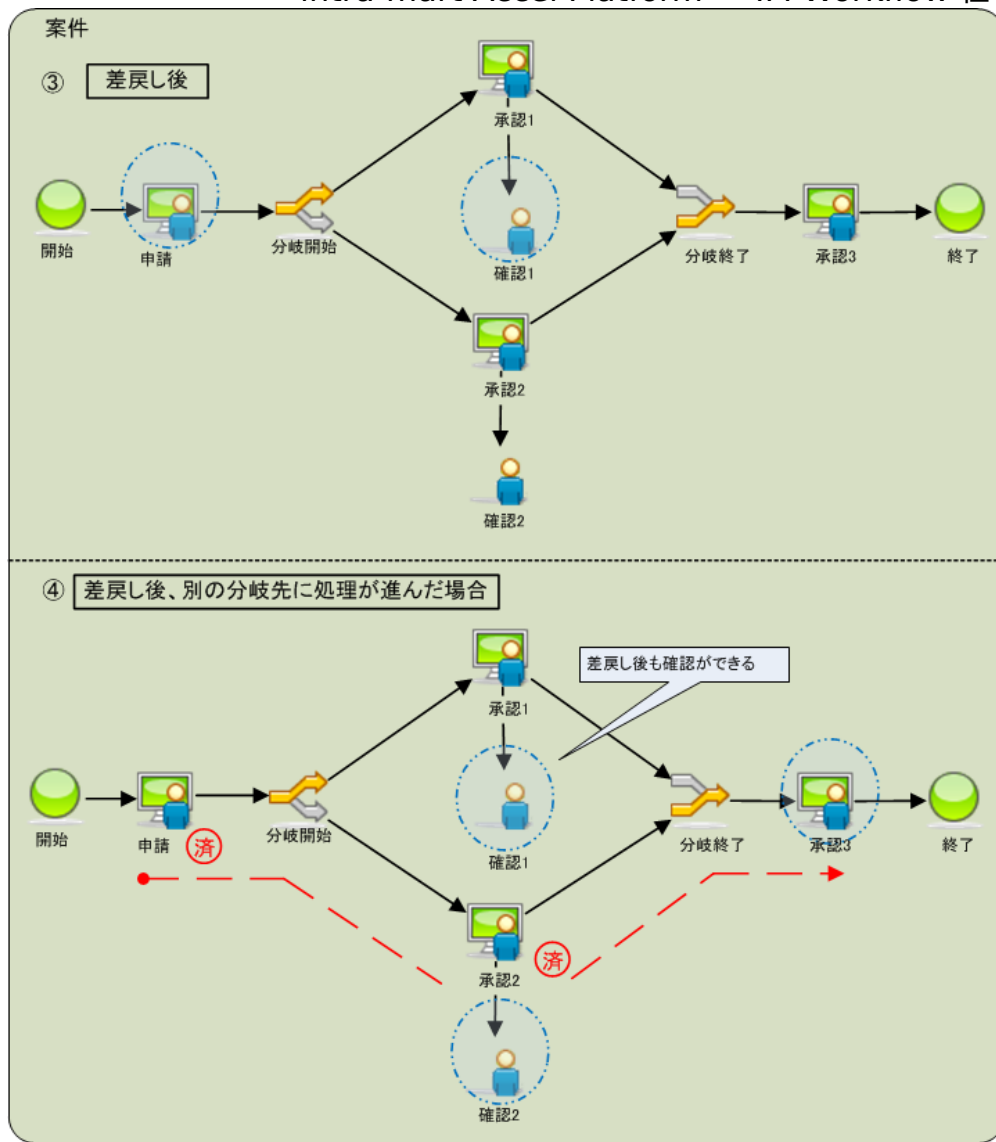 案件
③ 差戻し後
承認1
開始
申請
分岐開始
確認1
分岐終了
承認3
終了
承認2
確認2
④ 差戻し後、別の分岐先に処理が進んだ場合
差戻し後も確認ができる
承認1
開始
申請
済
分岐開始
確認1
分岐終了
承認3
終了
承認2
済
確認2